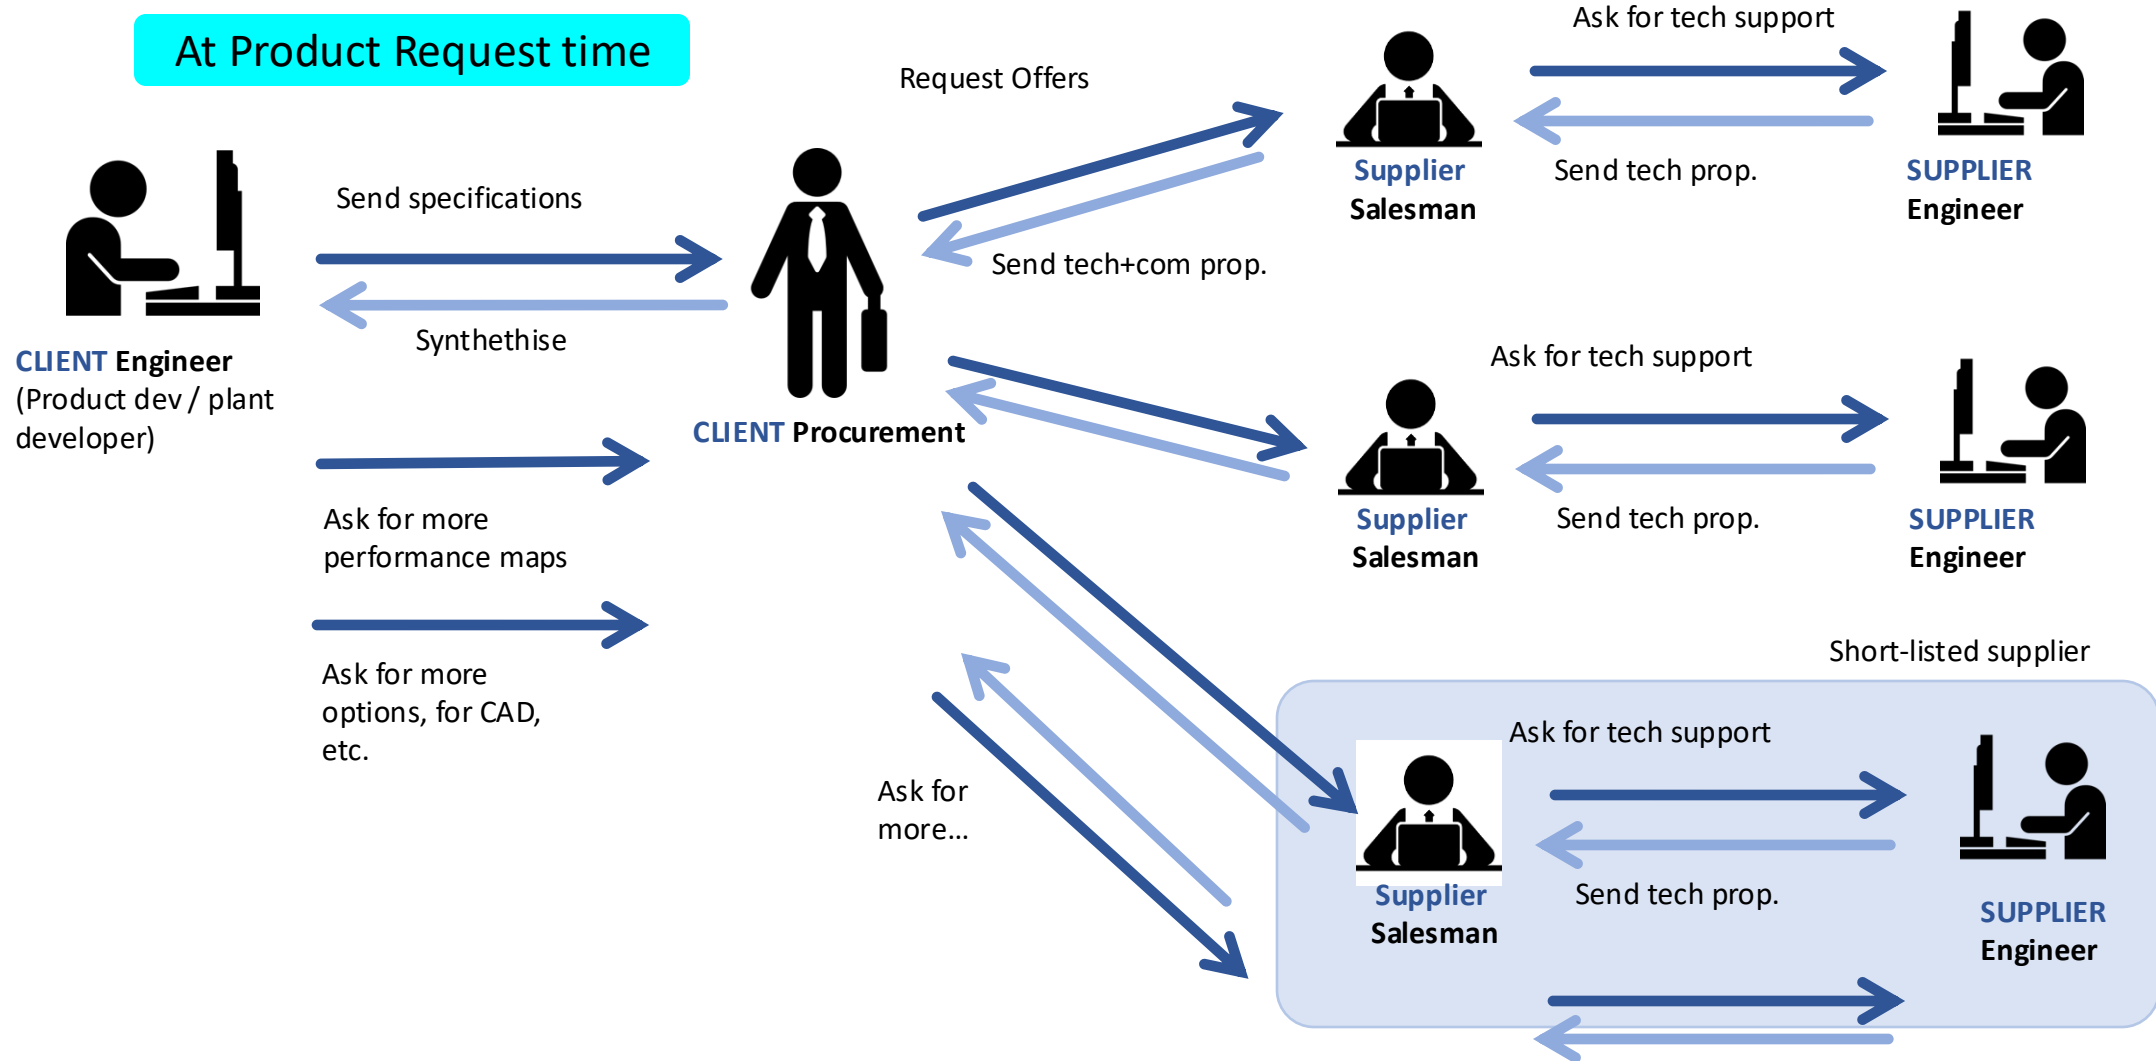 At Product Request time
Send specifications
Synthethise
CLIENT Engineer
(Product dev / plant
developer)
Ask for more
performance maps
Ask for more
options, for CAD,
etc.
CLIENT Procurement
Request Offers
Send tech+com prop.
Ask for
more...
Supplier
Salesman
Ask for tech support
Send tech prop.
SUPPLIER
Engineer
Supplier
Salesman
Ask for tech support
Send tech prop.
SUPPLIER
Engineer
Short-listed supplier
Supplier
Salesman
Ask for tech support
Send tech prop.
SUPPLIER
Engineer